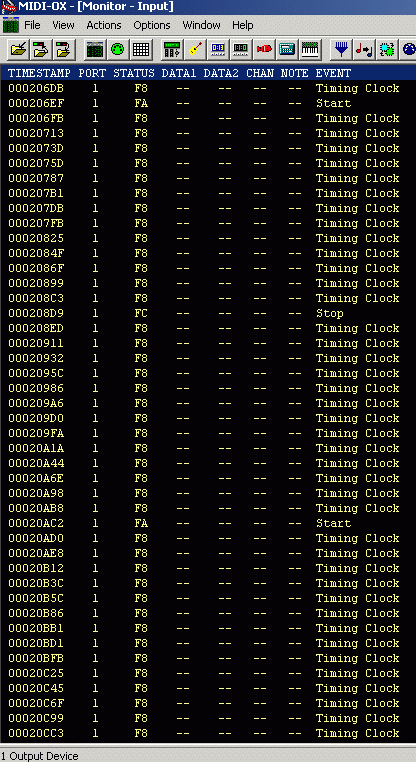 MIDI-OX - [Monitor - Input]
File View Actions Options Window Help
TIMESTAMP PORT STATUS DATA1 DATA2 CHAN NOTE EVENT
000206DB 1 F8 -- -- -- -- Timing Clock
000206EF 1 FA -- -- -- -- Start
000206FB 1 F8 -- -- -- -- Timing Clock
00020713 1 F8 -- -- -- -- Timing Clock
0002073D 1 F8 -- -- -- -- Timing Clock
0002075D 1 F8 -- -- -- -- Timing Clock
00020787 1 F8 -- -- -- -- Timing Clock
000207B1 1 F8 -- -- -- -- Timing Clock
000207DB 1 F8 -- -- -- -- Timing Clock
000207FB 1 F8 -- -- -- -- Timing Clock
00020825 1 F8 -- -- -- -- Timing Clock
0002084F 1 F8 -- -- -- -- Timing Clock
0002086F 1 F8 -- -- -- -- Timing Clock
00020899 1 F8 -- -- -- -- Timing Clock
000208C3 1 F8 -- -- -- -- Timing Clock
000208D9 1 FC -- -- -- -- Stop
000208ED 1 F8 -- -- -- -- Timing Clock
00020911 1 F8 -- -- -- -- Timing Clock
00020932 1 F8 -- -- -- -- Timing Clock
0002095C 1 F8 -- -- -- -- Timing Clock
00020986 1 F8 -- -- -- -- Timing Clock
000209A6 1 F8 -- -- -- -- Timing Clock
000209D0 1 F8 -- -- -- -- Timing Clock
000209FA 1 F8 -- -- -- -- Timing Clock
00020A1A 1 F8 -- -- -- -- Timing Clock
00020A44 1 F8 -- -- -- -- Timing Clock
00020A6E 1 F8 -- -- -- -- Timing Clock
00020A98 1 F8 -- -- -- -- Timing Clock
00020AB8 1 F8 -- -- -- -- Timing Clock
00020AC2 1 FA -- -- -- -- Start
00020AD0 1 F8 -- -- -- -- Timing Clock
00020AE8 1 F8 -- -- -- -- Timing Clock
00020B12 1 F8 -- -- -- -- Timing Clock
00020B3C 1 F8 -- -- -- -- Timing Clock
00020B5C 1 F8 -- -- -- -- Timing Clock
00020B86 1 F8 -- -- -- -- Timing Clock
00020BB1 1 F8 -- -- -- -- Timing Clock
00020BD1 1 F8 -- -- -- -- Timing Clock
00020BFB 1 F8 -- -- -- -- Timing Clock
00020C25 1 F8 -- -- -- -- Timing Clock
00020C45 1 F8 -- -- -- -- Timing Clock
00020C6F 1 F8 -- -- -- -- Timing Clock
00020C99 1 F8 -- -- -- -- Timing Clock
00020CC3 1 F8 -- -- -- -- Timing Clock
1 Output Device